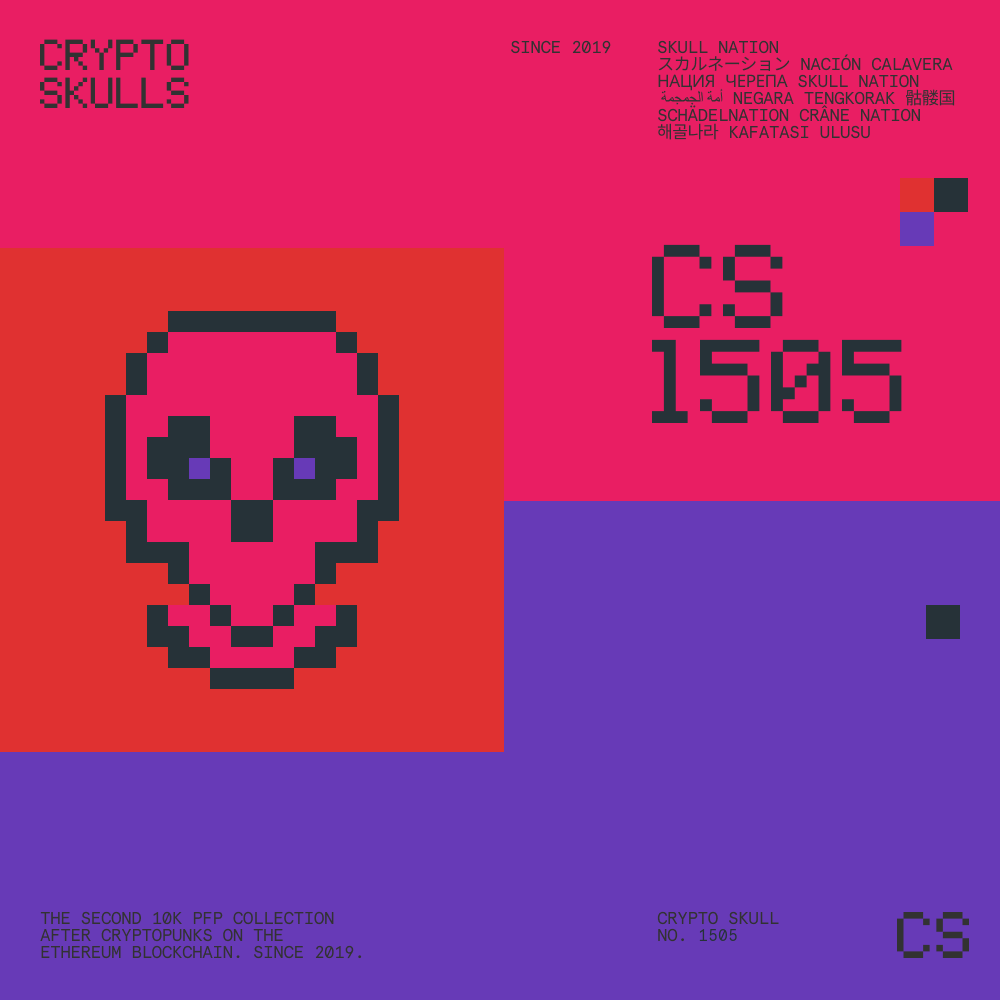 CRYPTO
SKULLS
SINCE 2019
SKULL NATION
スカルネーション NACIÓN CALAVERA
НАЦИЯ ЧЕРЕПА SKULL NATION
أمة الجمجمة NEGARA TENGKORAK 骷髅国
SCHÄDELNATION CRÂNE NATION
해골나라 KAFATASI ULUSU
CS
1505
THE SECOND 10K PFP COLLECTION
AFTER CRYPTOPUNKS ON THE
ETHEREUM BLOCKCHAIN. SINCE 2019.
CRYPTO SKULL
NO. 1505
CS